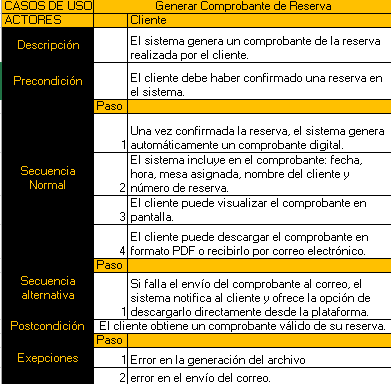 CASOS DE USO Generar Comprobante de Reserva
ACTORES Cliente
Descripción El sistema genera un comprobante de la reserva
realizada por el cliente.
Precondición El cliente debe haber confirmado una reserva en
el sistema.
Paso
Secuencia
Normal
Una vez confirmada la reserva, el sistema genera
1 automáticamente un comprobante digital.
El sistema incluye en el comprobante: fecha,
hora, mesa asignada, nombre del cliente y
2 número de reserva.
El cliente puede visualizar el comprobante en
3 pantalla.
El cliente puede descargar el comprobante en
4 formato PDF o recibirlo por correo electrónico.
Secuencia
alternativa
Paso
Si falla el envío del comprobante al correo, el
sistema notifica al cliente y ofrece la opción de
1 descargarlo directamente desde la plataforma.
Postcondición El cliente obtiene un comprobante válido de su reserva.
Exepciones
Paso
1 Error en la generación del archivo
2 error en el envío del correo.